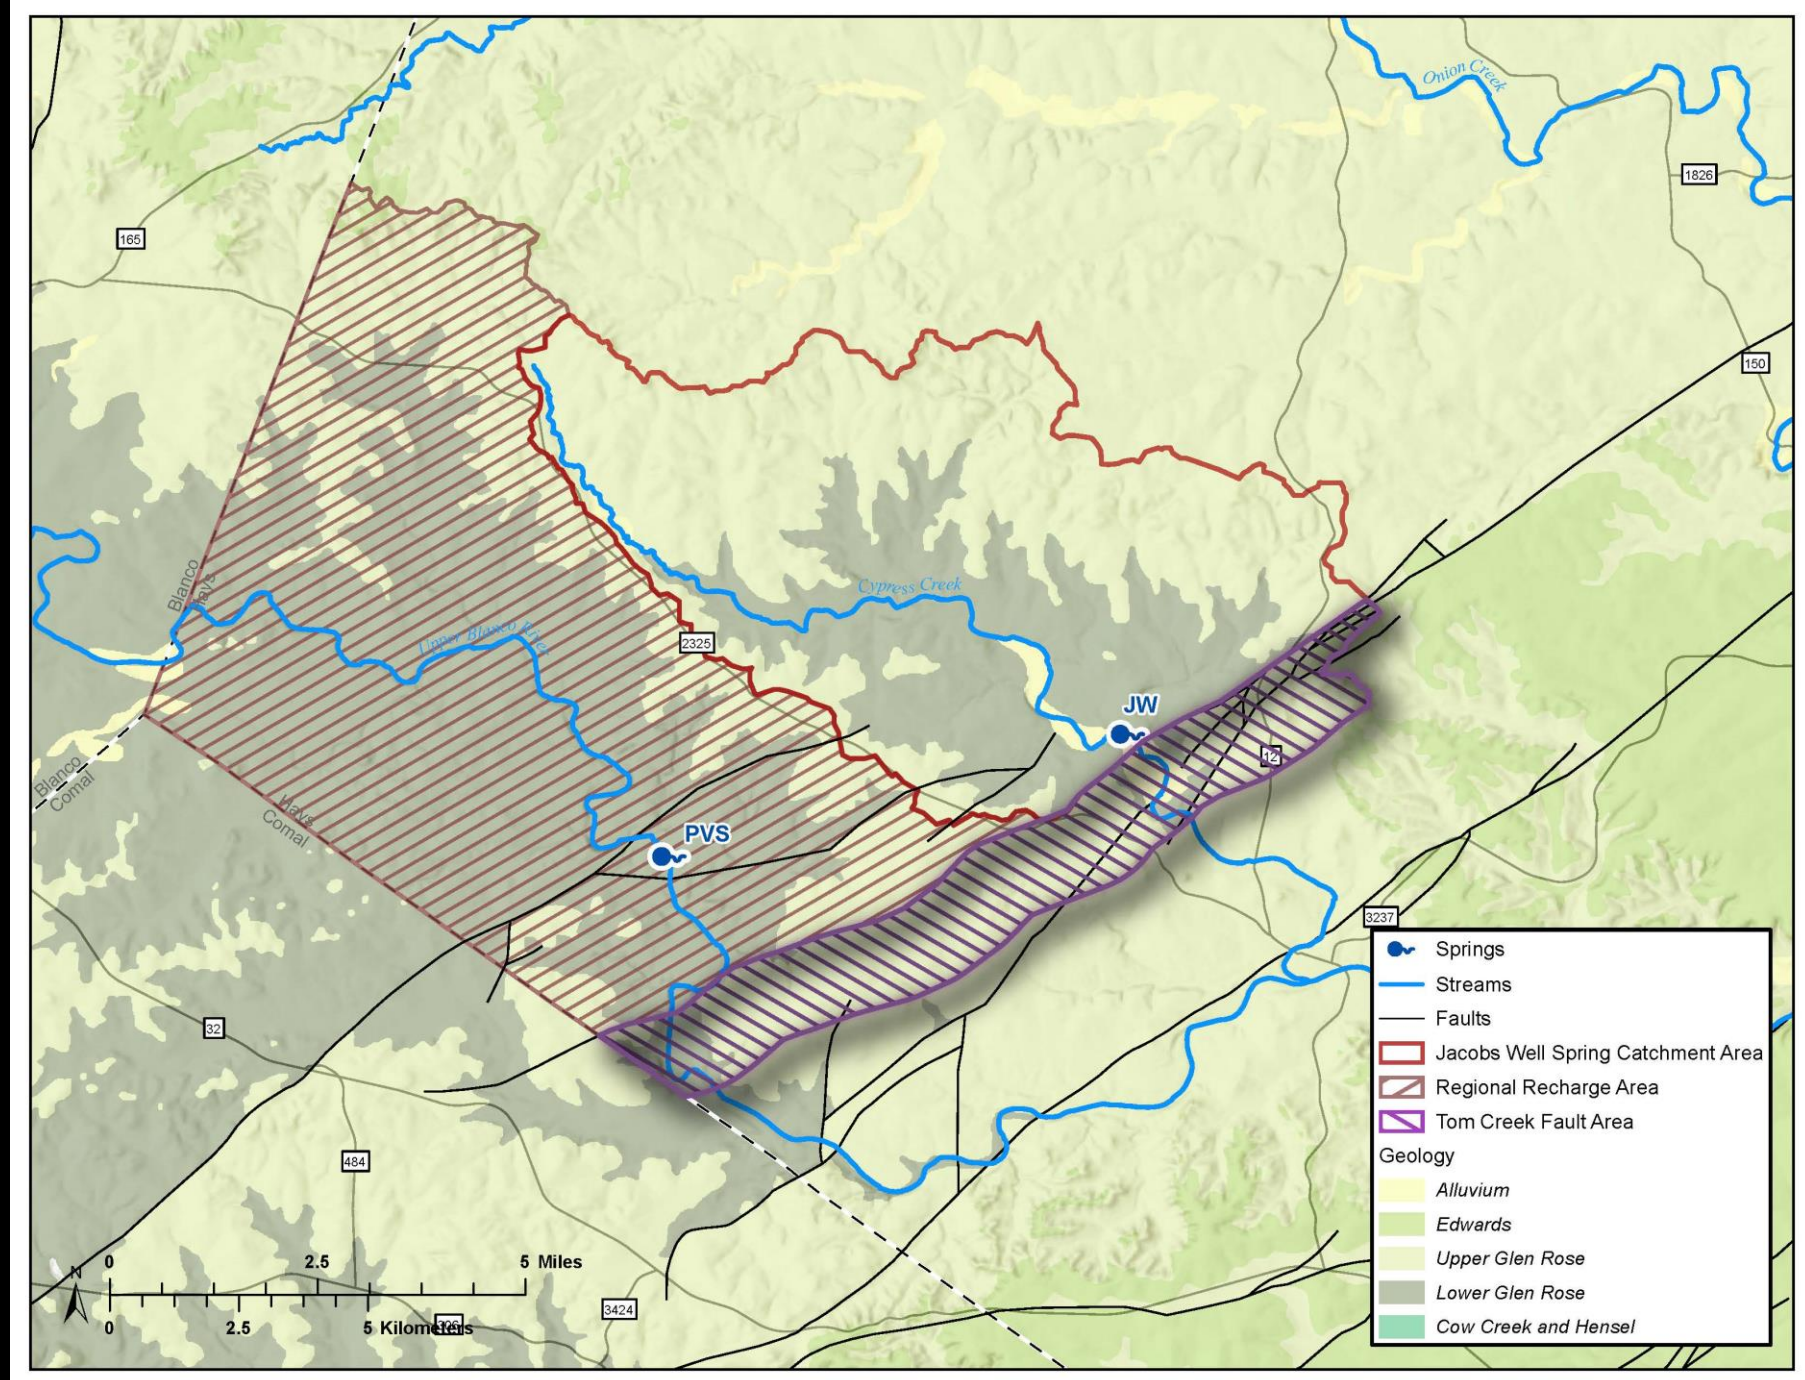 Onion Creek
1826
165
150
Blanco
Hays
Cypress Creek
Upper Blanco River
2325
JW
12
Blanco
Comal
Hays
Comal
PVS
3237
32
484
3424
306
Springs
Streams
Faults
Jacobs Well Spring Catchment Area
Regional Recharge Area
Tom Creek Fault Area
Geology
Alluvium
Edwards
Upper Glen Rose
Lower Glen Rose
Cow Creek and Hensel
N
0 2.5 5 Miles
0 2.5 5 Kilometers